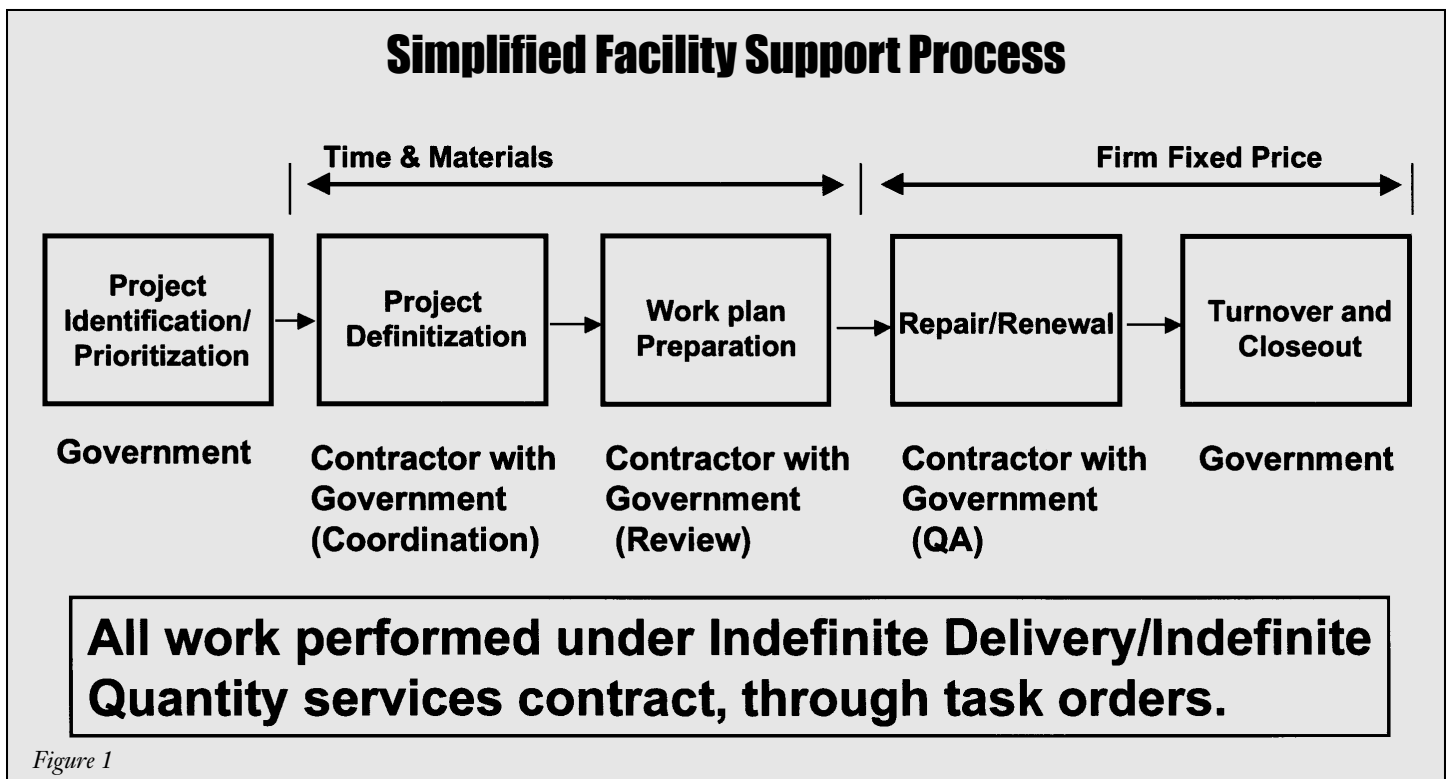 Simplified Facility Support Process
Time & Materials
Firm Fixed Price
Project
Identification/
Prioritization
Project
Definitization
Work plan
Preparation
Repair/Renewal
Turnover and
Closeout
Government
Contractor with
Government
(Coordination)
Contractor with
Government
(Review)
Contractor with
Government
(QA)
Government
All work performed under Indefinite Delivery/Indefinite
Quantity services contract, through task orders.
Figure 1